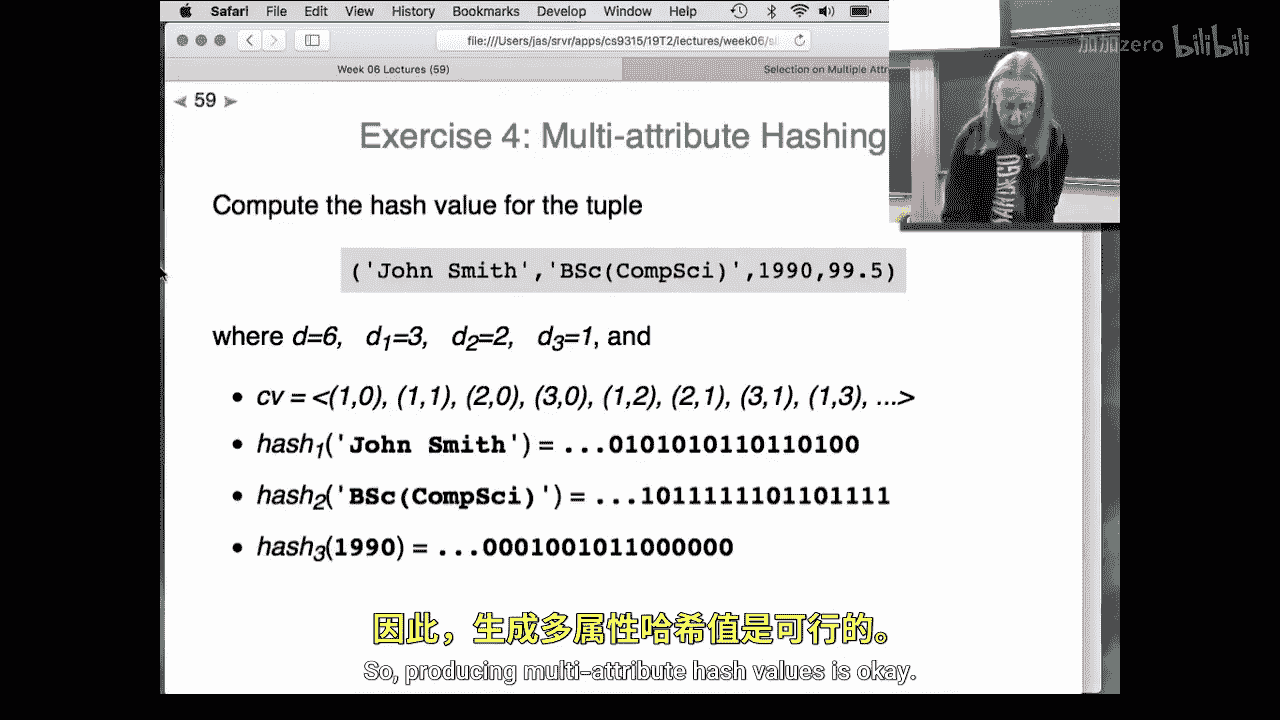 Safari File Edit View History Bookmarks Develop Window Help
file:///Users/jas/srvr/apps/cs9315/19T2/lectures/week06/sl
Week 06 Lectures (59) Selection on Multiple Attr
加加zero bilibili
59
Exercise 4: Multi-attribute Hashing
Compute the hash value for the tuple
('John Smith','BSc(CompSci)',1990,99.5)
where d=6, d1=3, d2=2, d3=1, and
• cv = <(1,0), (1,1), (2,0), (3,0), (1,2), (2,1), (3,1), (1,3), ...>
• hash1('John Smith') = ...0101010110110100
• hash2('BSc(CompSci)') = ...1011111101101111
• hash3(1990) = ...0001001011000000
因此，生成多属性哈希值是可行的。
So, producing multi-attribute hash values is okay.